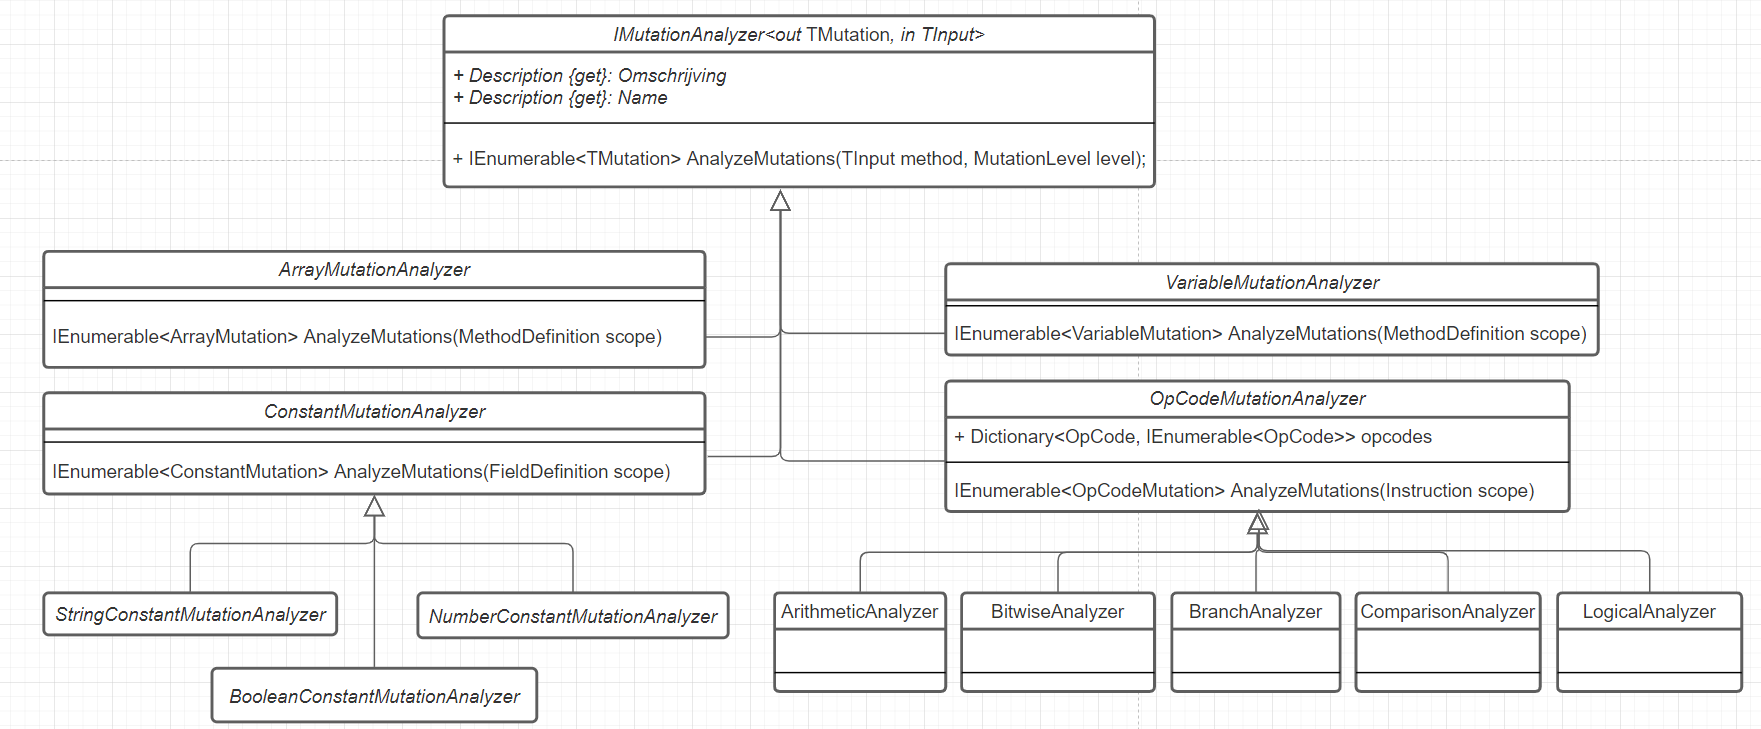 IMutationAnalyzer<out TMutation, in TInput>
+ Description {get}: Omschrijving
+ Description {get}: Name
+ IEnumerable<TMutation> AnalyzeMutations(TInput method, MutationLevel level);
ArrayMutationAnalyzer
IEnumerable<ArrayMutation> AnalyzeMutations(MethodDefinition scope)
VariableMutationAnalyzer
IEnumerable<VariableMutation> AnalyzeMutations(MethodDefinition scope)
ConstantMutationAnalyzer
IEnumerable<ConstantMutation> AnalyzeMutations(FieldDefinition scope)
OpCodeMutationAnalyzer
+ Dictionary<OpCode, IEnumerable<OpCode>> opcodes
IEnumerable<OpCodeMutation> AnalyzeMutations(Instruction scope)
StringConstantMutationAnalyzer
NumberConstantMutationAnalyzer
BooleanConstantMutationAnalyzer
ArithmeticAnalyzer
BitwiseAnalyzer
BranchAnalyzer
ComparisonAnalyzer
LogicalAnalyzer